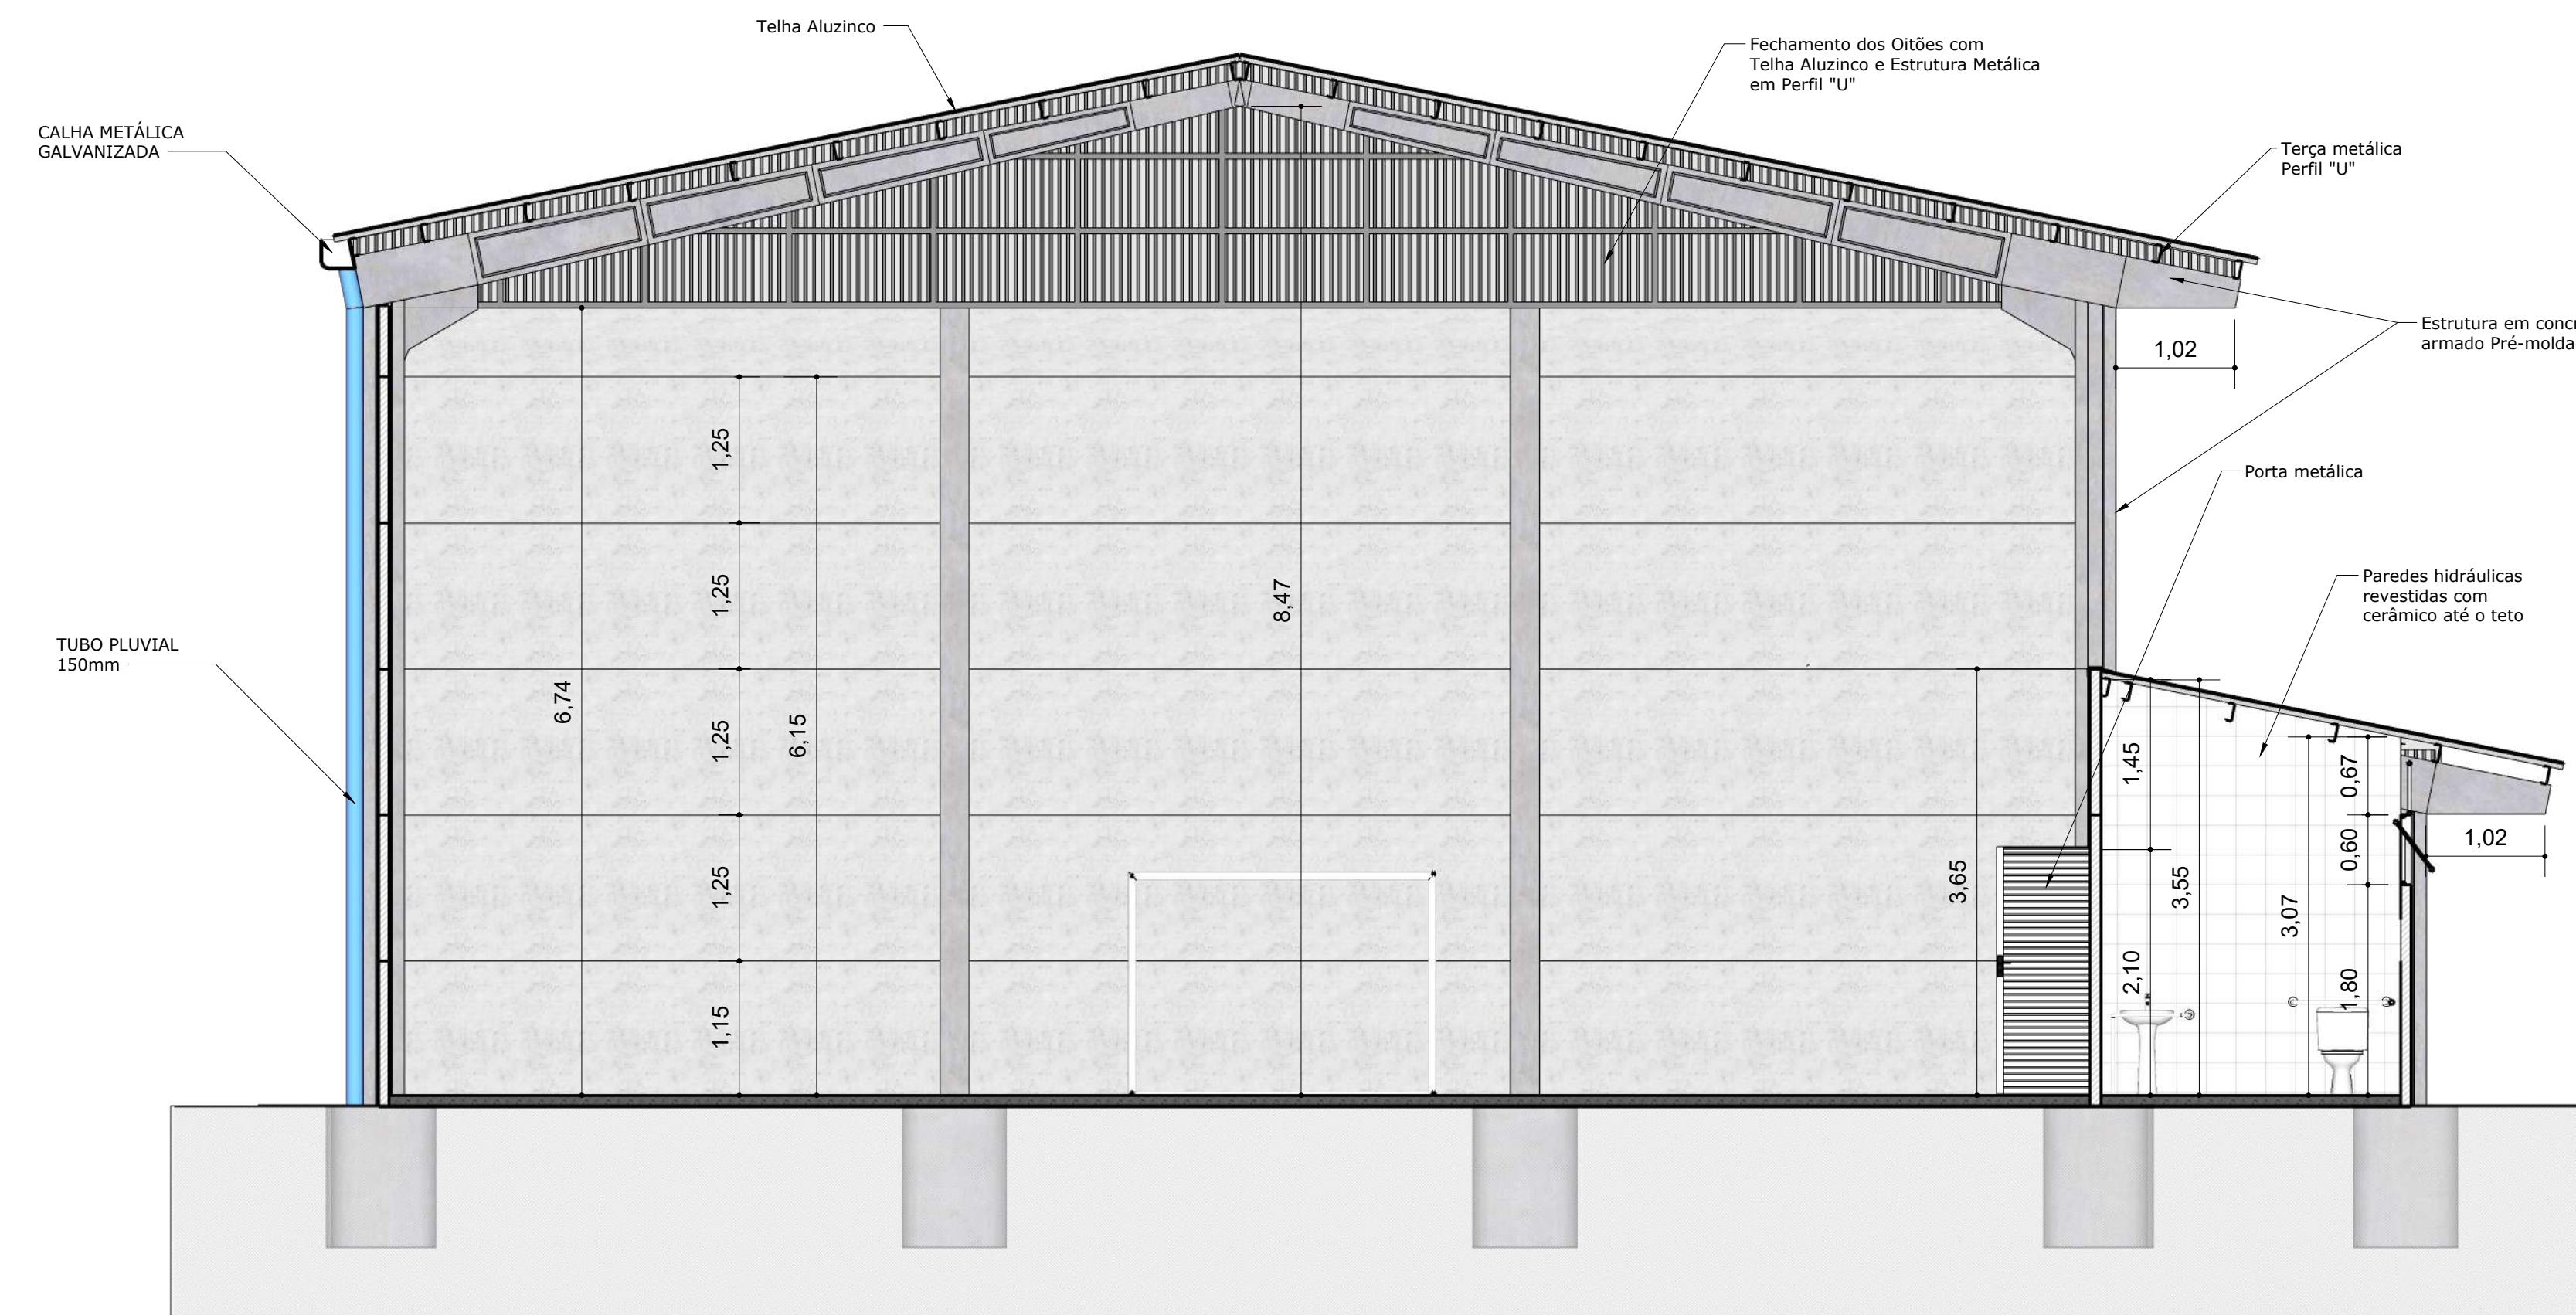 Telha Aluzinco
Fechamento dos Oitões com
Telha Aluzinco e Estrutura Metálica
em Perfil "U"
CALHA METÁLICA
GALVANIZADA
Terça metálica
Perfil "U"
Estrutura em concr
armado Pré-molda
1,02
Porta metálica
Paredes hidráulicas
revestidas com
cerâmico até o teto
TUBO PLUVIAL
150mm
6,74
1,25
1,25
1,25
1,25
1,15
6,15
8,47
3,65
1,45
2,10
3,55
3,07
0,67
0,60
1,80
1,02